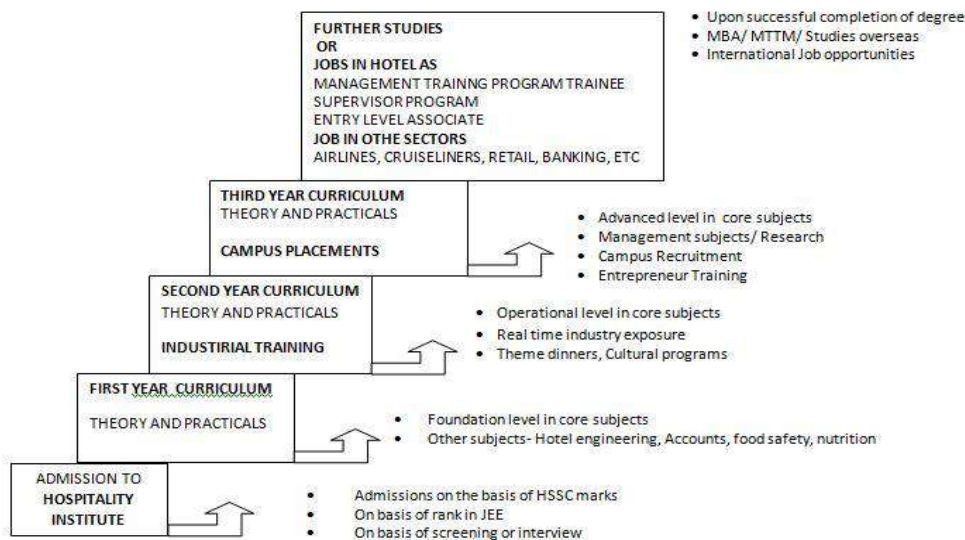 FURTHER STUDIES
OR
JOBS IN HOTEL AS
MANAGEMENT TRAINNG PROGRAM TRAINEE
SUPERVISOR PROGRAM
ENTRY LEVEL ASSOCIATE
JOB IN OTHE SECTORS
AIRLINES, CRUISELINERS, RETAIL, BANKING, ETC
• Upon successful completion of degree
• MBA/ MTTM/ Studies overseas
• International Job opportunities
THIRD YEAR CURRICULUM
THEORY AND PRACTICALS
CAMPUS PLACEMENTS
• Advanced level in core subjects
• Management subjects/ Research
• Campus Recruitment
• Entrepreneur Training
SECOND YEAR CURRICULUM
THEORY AND PRACTICALS
INDUSTIRIAL TRAINING
• Operational level in core subjects
• Real time industry exposure
• Theme dinners, Cultural programs
FIRST YEAR CURRICULUM
THEORY AND PRACTICALS
• Foundation level in core subjects
• Other subjects- Hotel engineering, Accounts, food safety, nutrition
ADMISSION TO
HOSPITALITY
INSTITUTE
• Admissions on the basis of HSSC marks
• On basis of rank in JEE
• On basis of screening or interview